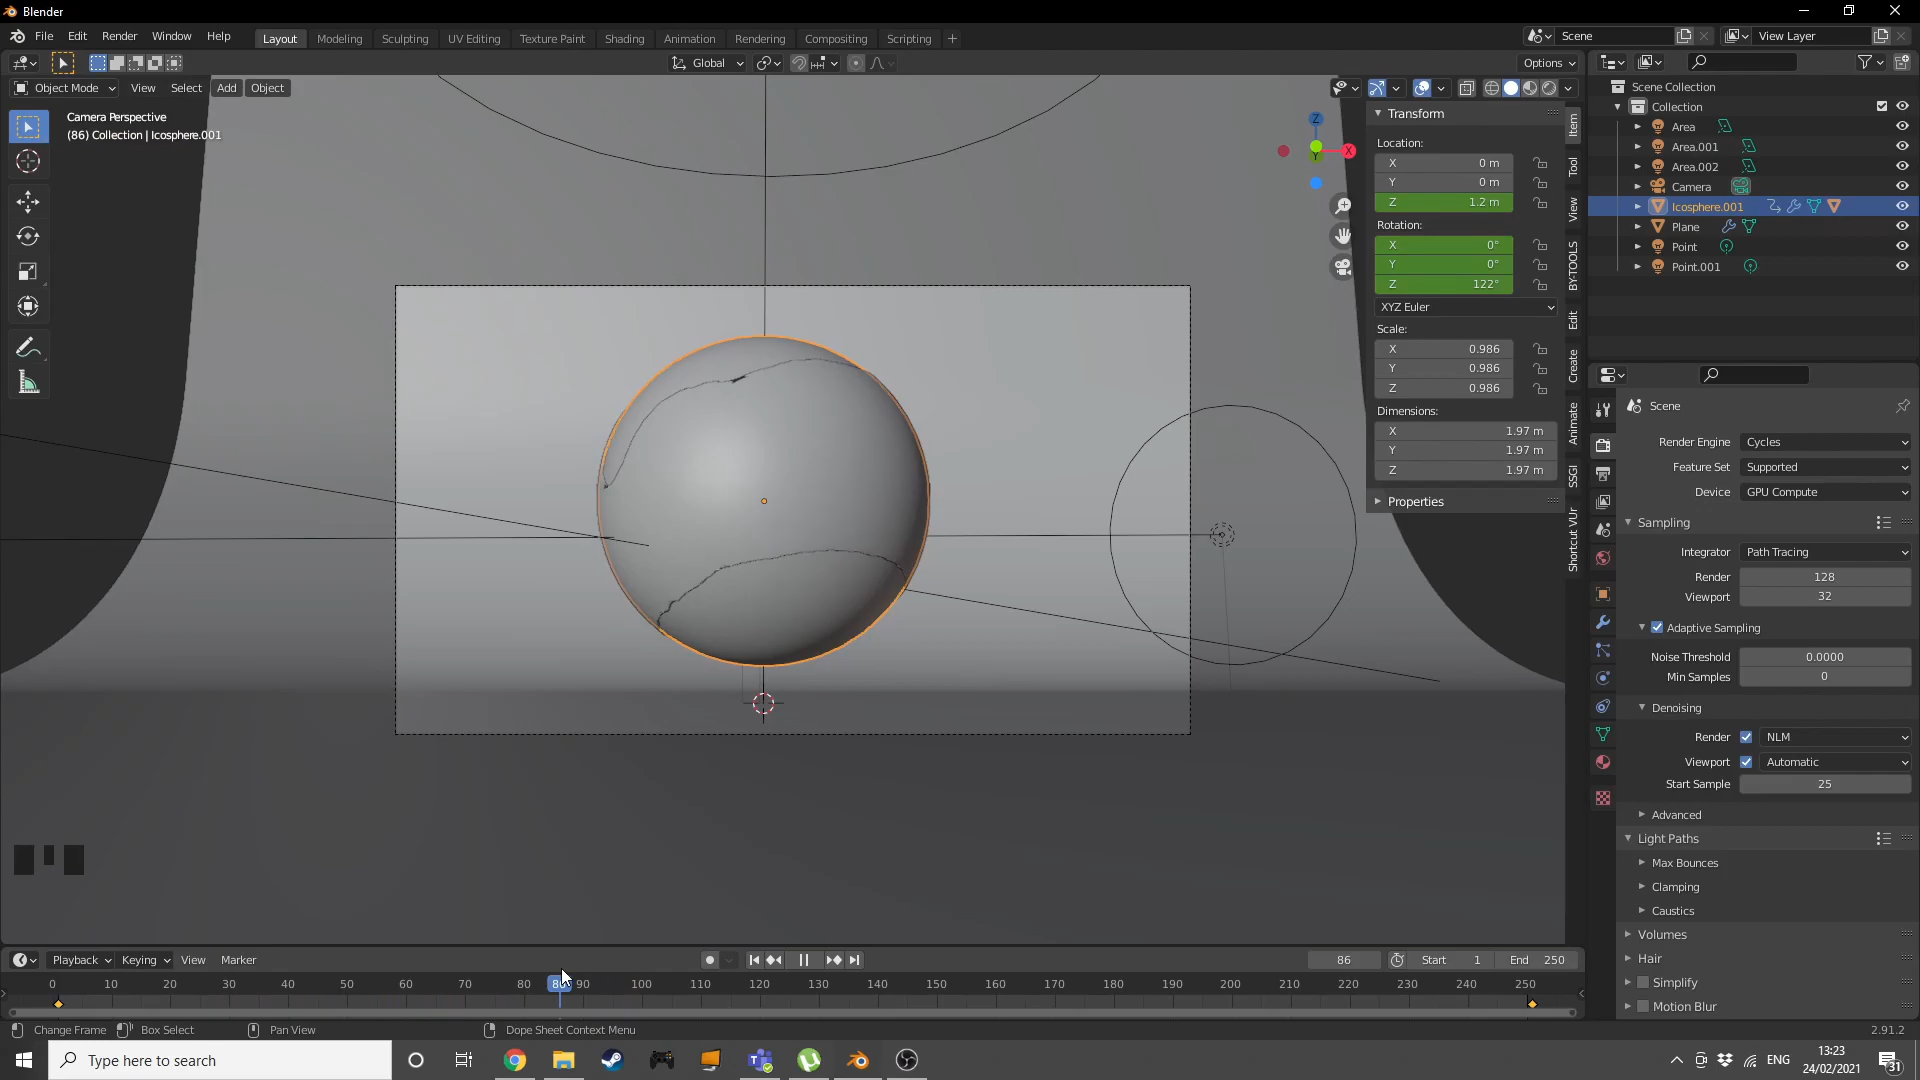 Blender
File Edit Render Window Help
Layout Modeling Sculpting UV Editing Texture Paint Shading Animation Rendering Compositing Scripting +
Scene
View Layer
Global
Options
Object Mode View Select Add Object
Camera Perspective
(86) Collection | Icosphere.001
Z
X
Y
Transform
Location:
X 0 m
Y 0 m
Z 1.2 m
Rotation:
X 0°
Y 0°
Z 122°
XYZ Euler
Scale:
X 0.986
Y 0.986
Z 0.986
Dimensions:
X 1.97 m
Y 1.97 m
Z 1.97 m
Properties
Item
Tool
View
BY-TOOLS
Edit
Create
Animate
SSGI
Shortcut VUr
Scene Collection
Collection
Area
Area.001
Area.002
Camera
Icosphere.001
Plane
Point
Point.001
Scene
Render Engine Cycles
Feature Set Supported
Device GPU Compute
Sampling
Integrator Path Tracing
Render 128
Viewport 32
Adaptive Sampling
Noise Threshold 0.0000
Min Samples 0
Denoising
Render NLM
Viewport Automatic
Start Sample 25
Advanced
Light Paths
Max Bounces
Clamping
Caustics
Volumes
Hair
Simplify
Motion Blur
Playback Keying View Marker
86 Start 1 End 250
0 10 20 30 40 50 60 70 80 86 90 100 110 120 130 140 150 160 170 180 190 200 210 220 230 240 250
Change Frame Box Select Pan View Dope Sheet Context Menu
2.91.2
Type here to search
ENG
13:23
24/02/2021
31